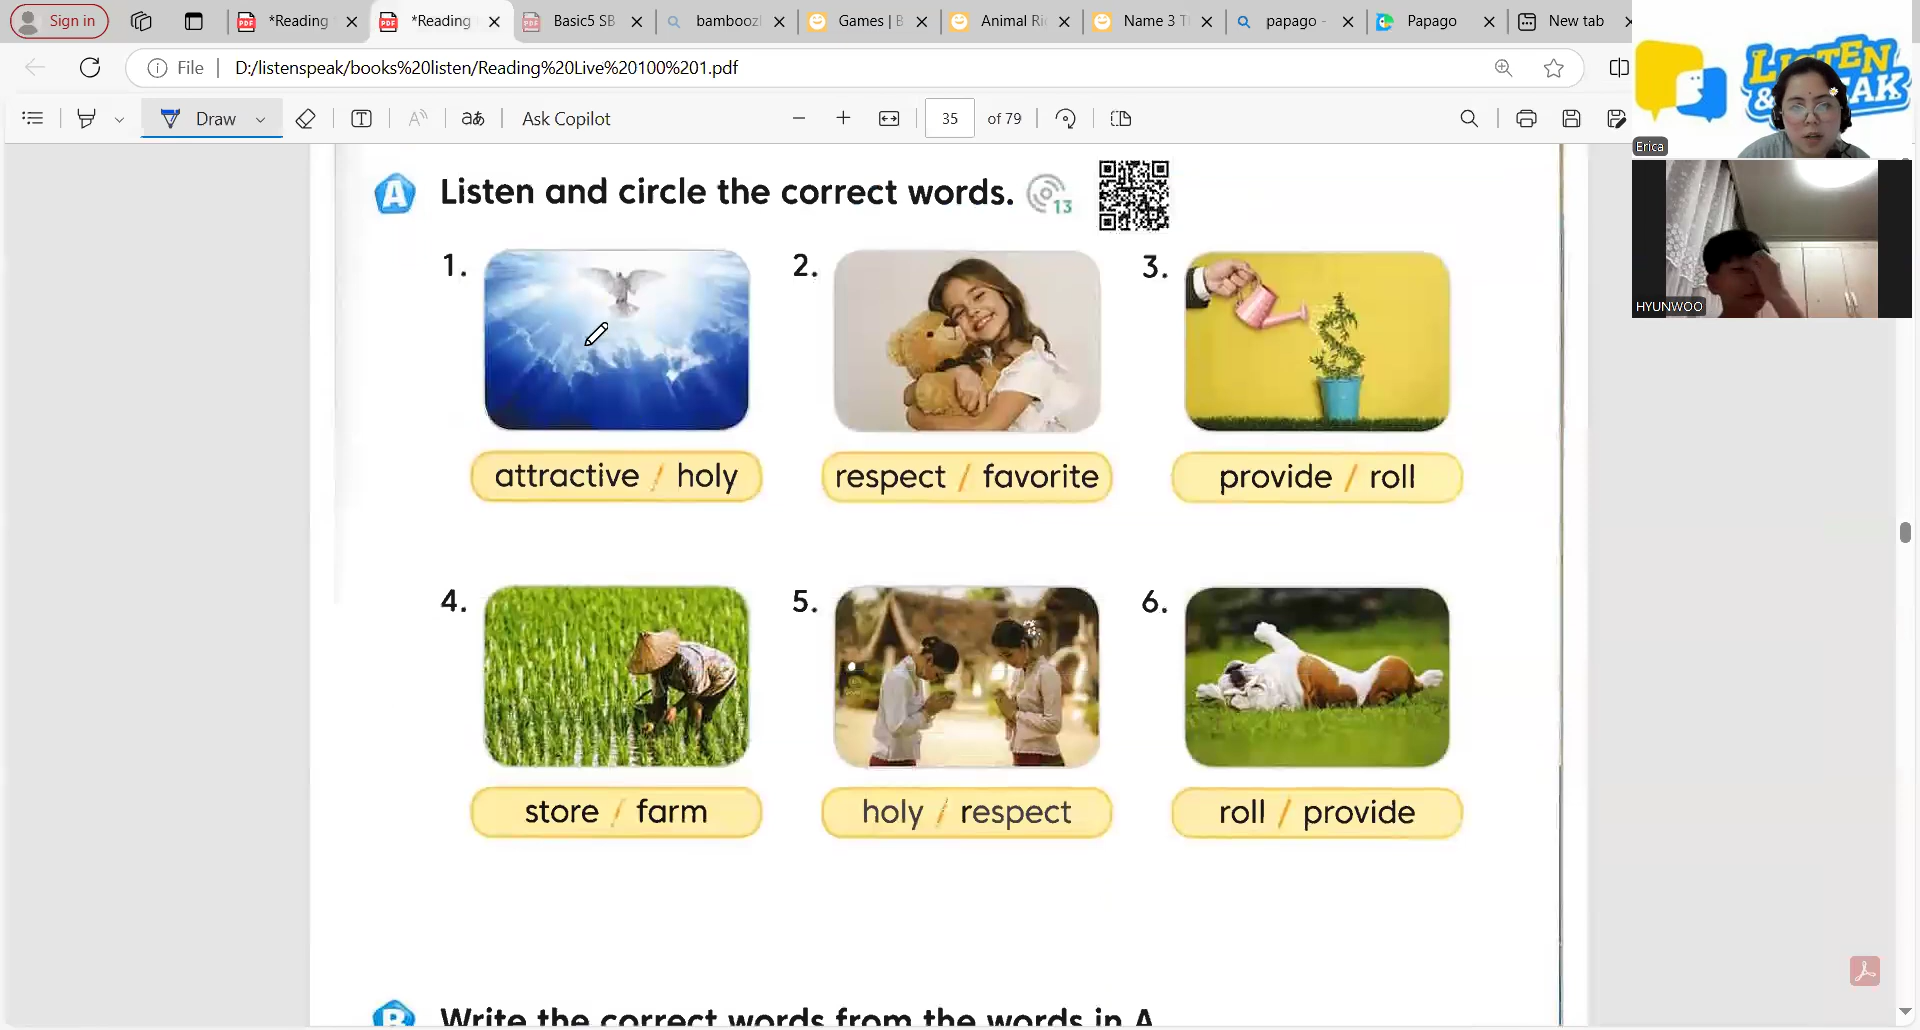 Sign in
*Reading
*Reading
Basic5 SB
bamboozl
Games | B
Animal Ri
Name 3 T
papago -
Papago
New tab
File
D:/listenspeak/books%20listen/Reading%20Live%20100%201.pdf
Draw
Ask Copilot
35 of 79
LISTEN
Erica
HYUNWOO
A Listen and circle the correct words. 13
1.
2.
3.
attractive / holy
respect / favorite
provide / roll
4.
5.
6.
store / farm
holy / respect
roll / provide
B Write the correct words from the words in A